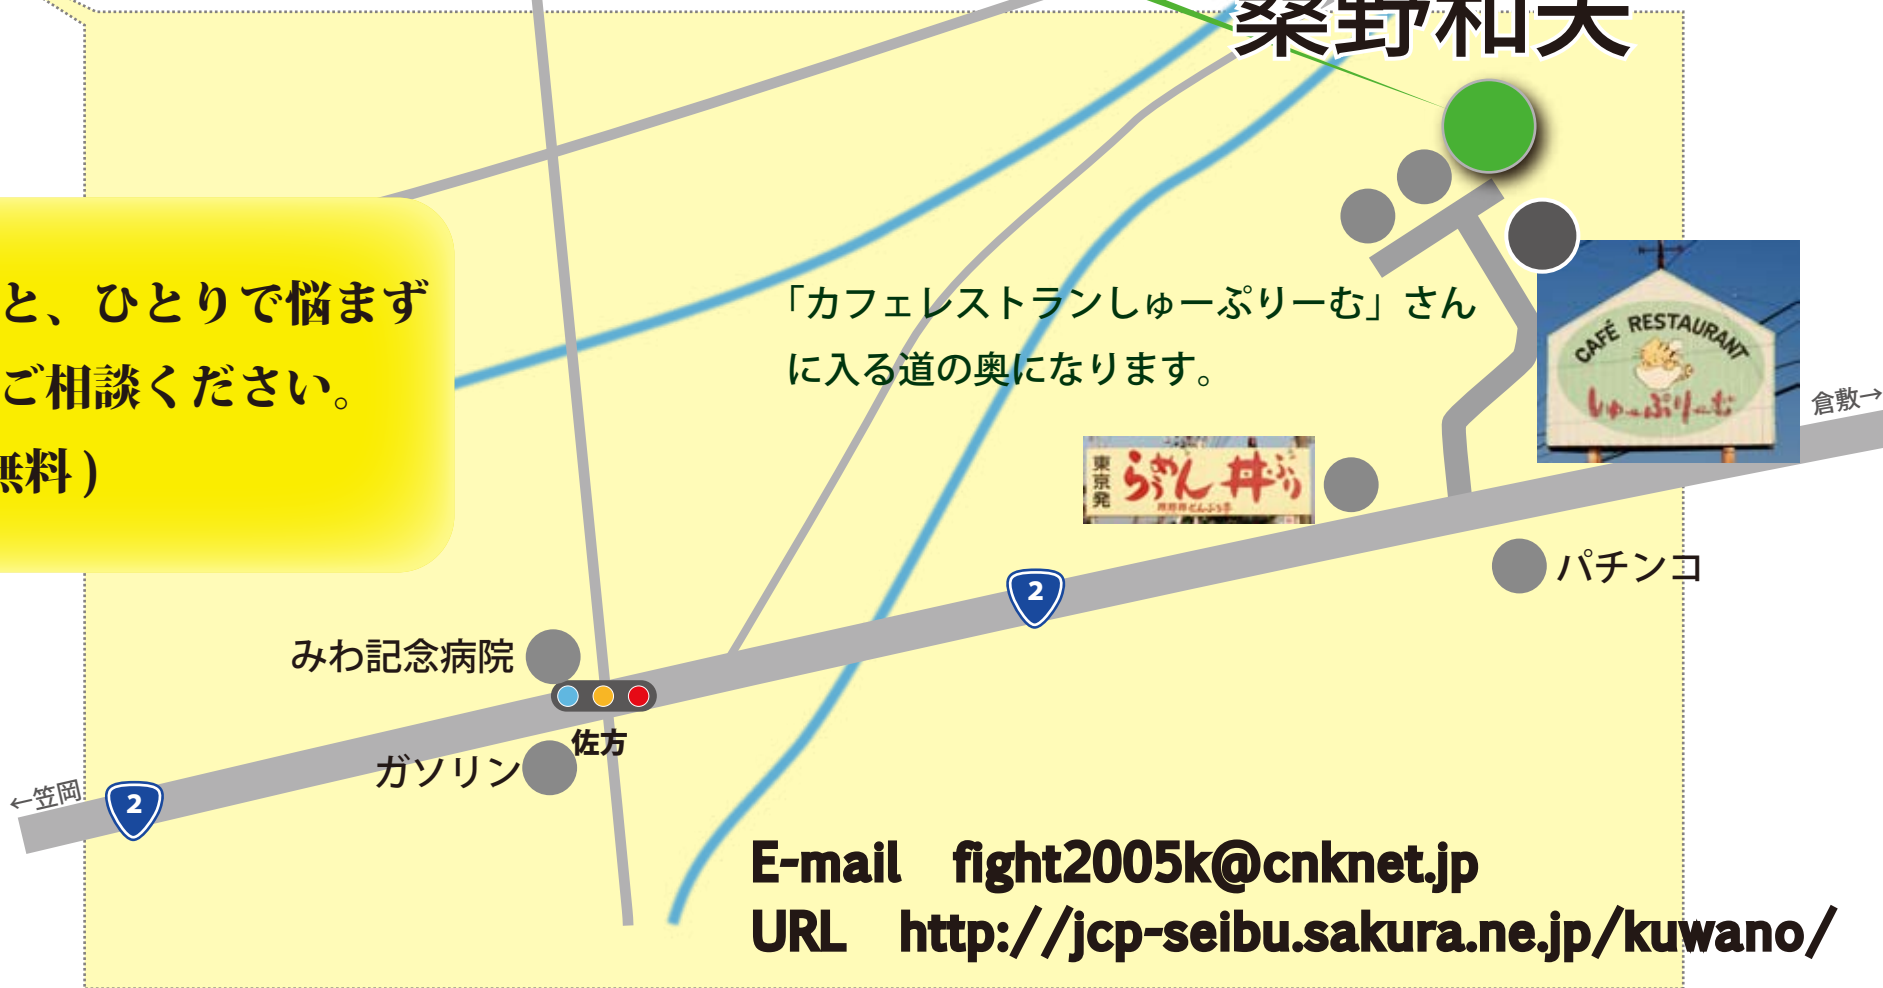 桑野和夫
と、ひとりで悩まず
ご相談ください。
無料)
「カフェレストランしゅーぷりーむ」さん
に入る道の奥になります。
CAFÉ RESTAURANT
しゅーぷりーむ
倉敷→
東京発
らーめん 丼ぶり
パチンコ
2
みわ記念病院
佐方
ガソリン
←笠岡
2
E-mail fight2005k@cnknet.jp
URL http://jcp-seibu.sakura.ne.jp/kuwano/